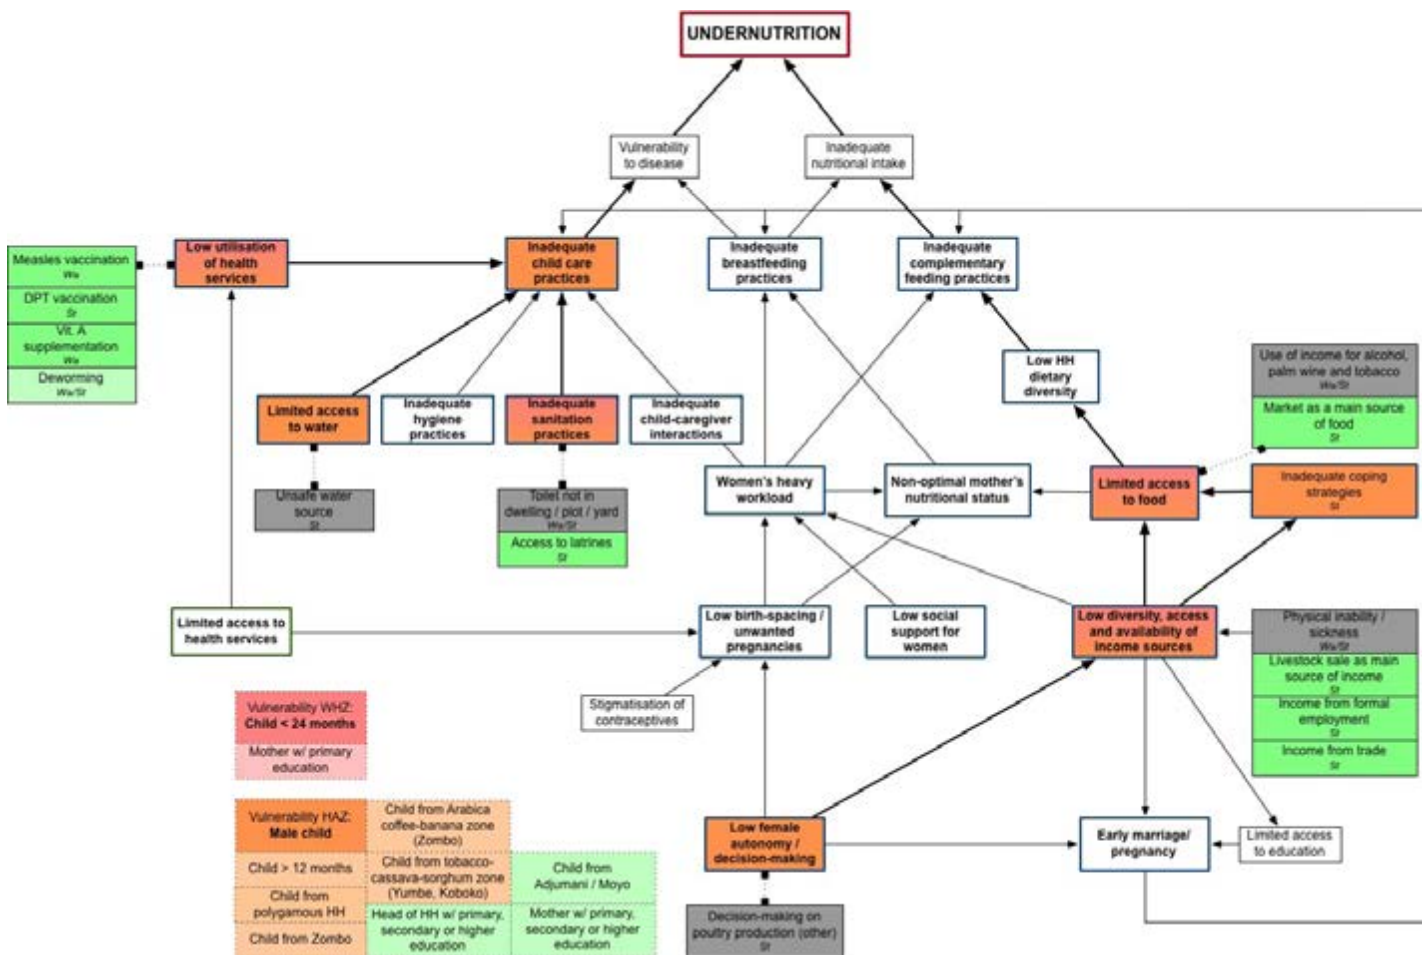 UNDERNUTRITION
Vulnerability
to disease
Inadequate
nutritional intake
Measles vaccination
Wa
DPT vaccination
St
Vit. A
supplementation
Wa
Deworming
Wa/St
Low utilisation
of health
services
Inadequate
child care
practices
Inadequate
breastfeeding
practices
Inadequate
complementary
feeding practices
Low HH
dietary
diversity
Use of income for alcohol,
palm wine and tobacco
Wa/St
Market as a main source
of food
St
Limited access
to water
Inadequate
hygiene
practices
Inadequate
sanitation
practices
Inadequate
child-caregiver
interactions
Unsafe water
source
St
Toilet not in
dwelling / plot / yard
Wa/St
Access to latrines
St
Women's heavy
workload
Non-optimal mother's
nutritional status
Limited access
to food
Inadequate coping
strategies
St
Limited access to
health services
Low birth-spacing /
unwanted
pregnancies
Low social
support for
women
Low diversity, access
and availability of
income sources
Physical inability /
sickness
Wa/St
Livestock sale as main
source of income
St
Income from formal
employment
St
Income from trade
St
Stigmatisation of
contraceptives
Vulnerability WHZ:
Child < 24 months
Mother w/ primary
education
Vulnerability HAZ:
Male child
Child > 12 months
Child from
polygamous HH
Child from Zombo
Child from Arabica
coffee-banana zone
(Zombo)
Child from tobacco-
cassava-sorghum zone
(Yumbe, Koboko)
Head of HH w/ primary,
secondary or higher
education
Child from
Adjumani / Moyo
Mother w/ primary,
secondary or higher
education
Low female
autonomy /
decision-making
Decision-making on
poultry production (other)
St
Early marriage/
pregnancy
Limited access
to education